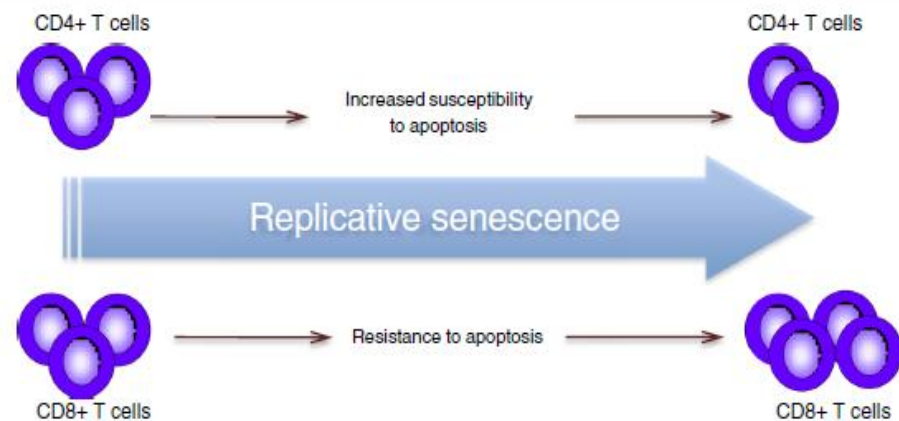 CD4+ T cells
CD4+ T cells
Increased susceptibility
to apoptosis
Replicative senescence
Resistance to apoptosis
CD8+ T cells
CD8+ T cells